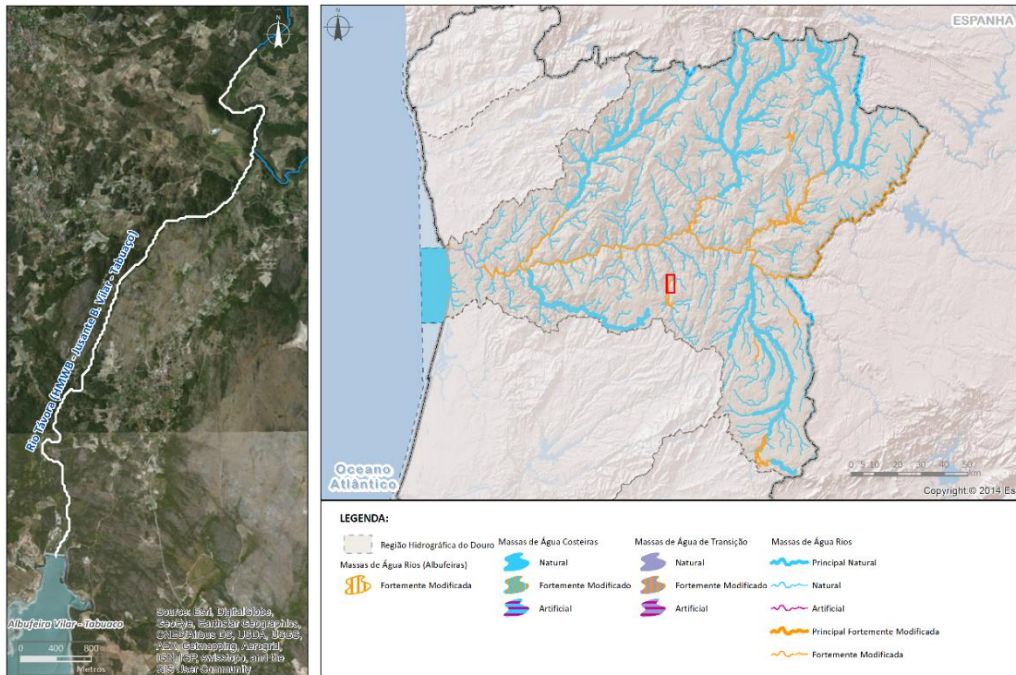 Rio Távora (HMWB - Jusante B. Vilar - Tabuaço)
Albufeira Vilar - Tabuaco
0 400 800
Metros
Source: Esri, DigitalGlobe,
GeoEye, Earthstar Geographics,
CNES/Airbus DS, USDA, USGS,
AEX, Getmapping, Aerogrid,
IGN, IGP, swisstopo, and the
GIS User Community
ESPANHA
Oceano
Atlântico
0 5 10 20 30 40 50
km
Copyright:© 2014 Es
LEGENDA:
Região Hidrográfica do Douro
Massas de Água Rios (Albufeiras)
Fortemente Modificada
Massas de Água Costeiras
Natural
Fortemente Modificado
Artificial
Massas de Água de Transição
Natural
Fortemente Modificado
Artificial
Massas de Água Rios
Principal Natural
Natural
Artificial
Principal Fortemente Modificada
Fortemente Modificada